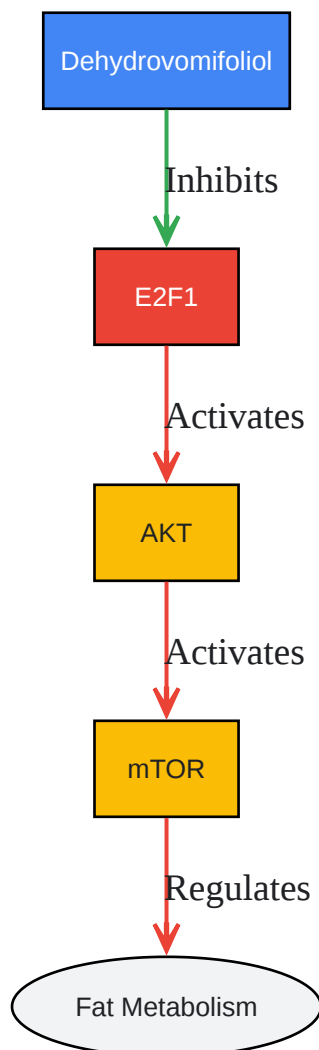 Dehydrovomifoliol
Inhibits
E2F1
Activates
AKT
Activates
mTOR
Regulates
Fat Metabolism